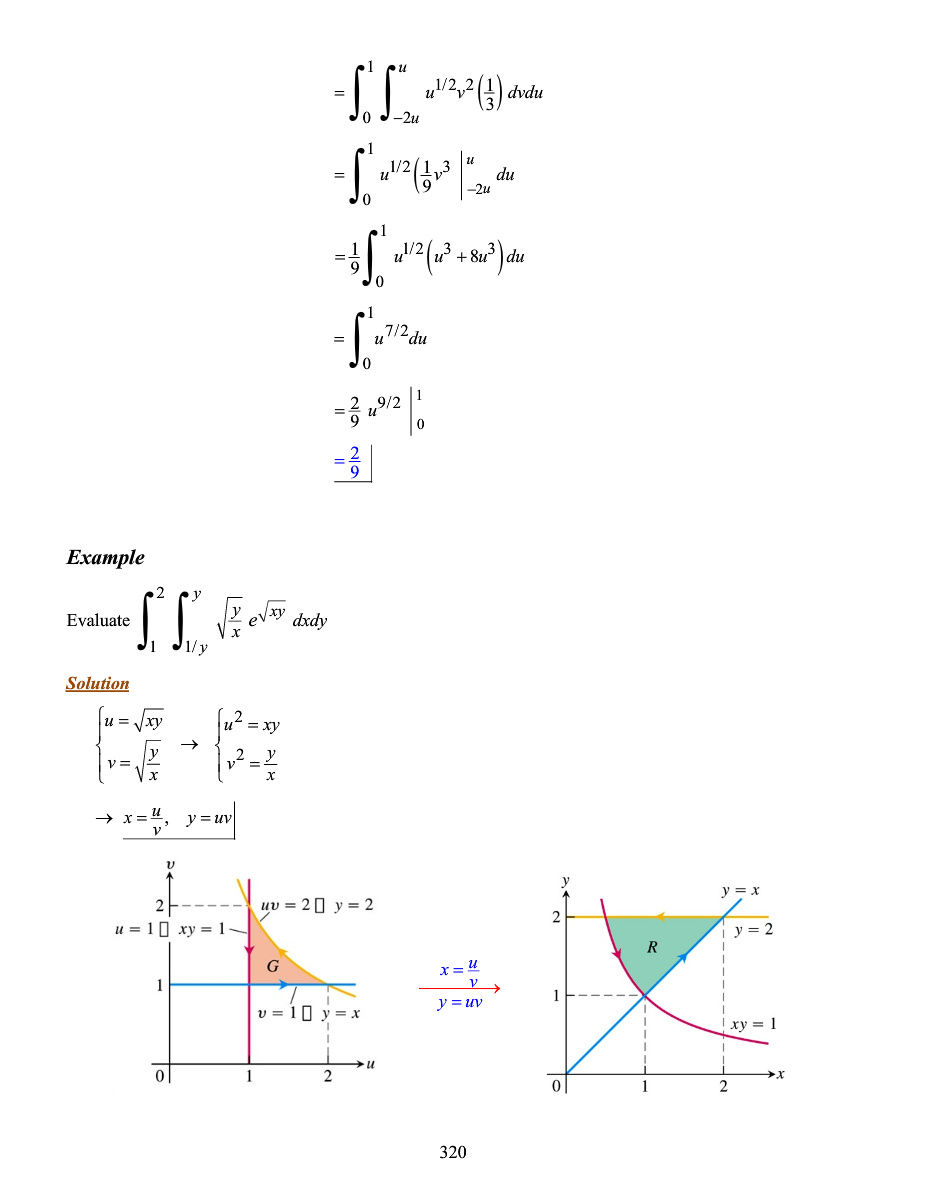 = ∫₀¹ ∫₋₂ᵤᵘ u^{1/2}v²(1/3) dvdu
= ∫₀¹ u^{1/2}(1/9 v³ |₋₂ᵤᵘ du
= 1/9 ∫₀¹ u^{1/2}(u³ + 8u³)du
= ∫₀¹ u^{7/2}du
= 2/9 u^{9/2} |₀¹
= 2/9
Example
Evaluate ∫₁² ∫_{1/y}^{y} √(y/x) e^{√xy} dxdy
Solution
{u = √xy → {u² = xy
v = √(y/x) v² = y/x
→ x = u/v, y = uv
υ
2
uυ = 2 ▯ y = 2
u = 1 ▯ xy = 1
G
1
υ = 1 ▯ y = x
0
1
2
u
x = u/v
y = uv
y
y = x
2
y = 2
R
1
xy = 1
0
1
2
x
320